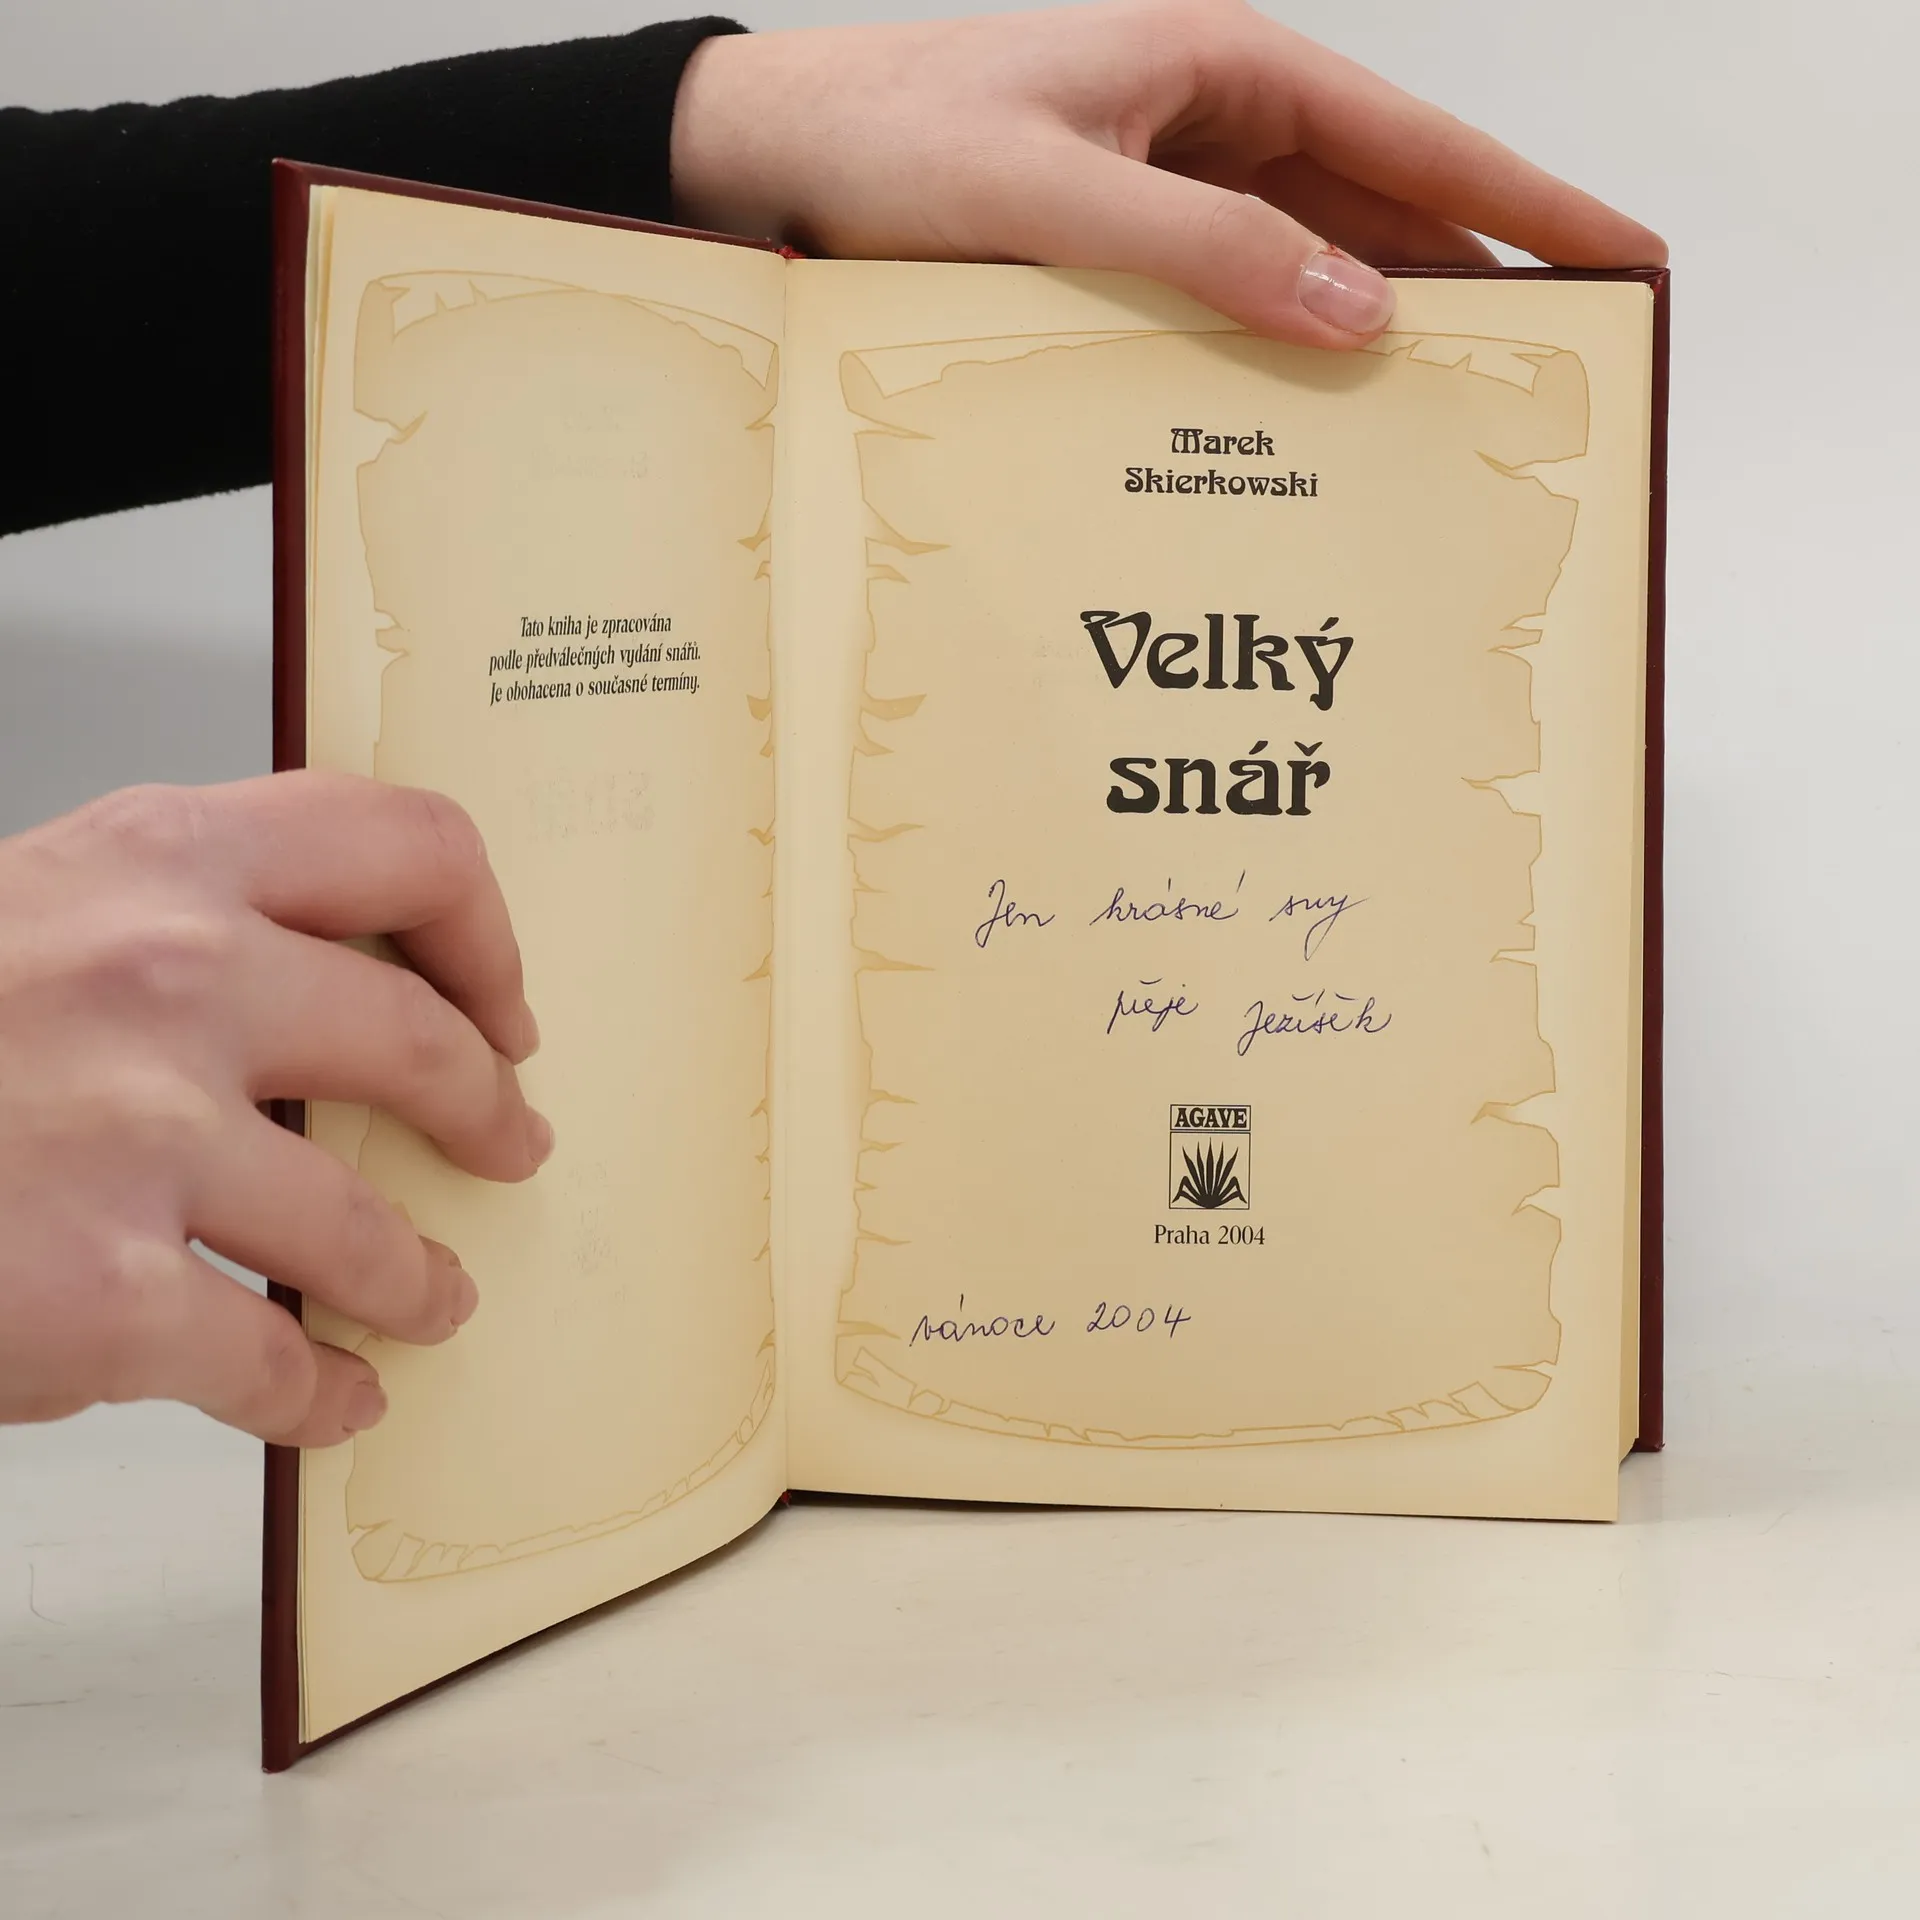 Tato kniha je zpracována
podle předválečných vydání snářů.
Je obohacena o současné termíny.
Marek
Skierkowski
Velký
snář
Jen krásné sny
přeje Ježíšek
AGAVE
Praha 2004
vánoce 2004